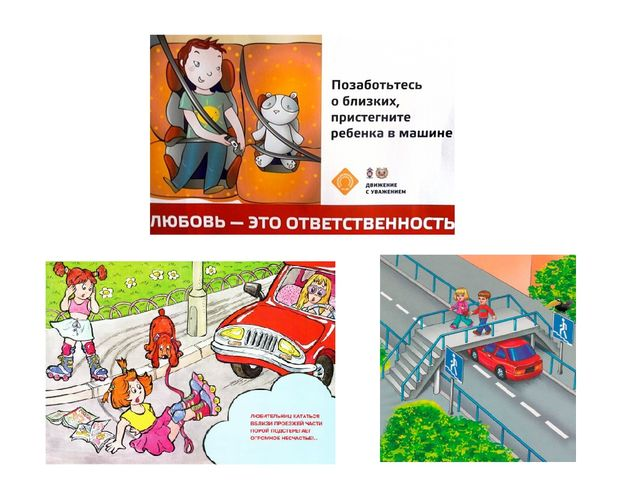 Позаботьтесь
о близких,
пристегните
ребенка в машине
ДВИЖЕНИЕ
С УВАЖЕНИЕМ
ЛЮБОВЬ — ЭТО ОТВЕТСТВЕННОСТЬ
ЛЮБИТЕЛЬНИЦ КАТАТЬСЯ
ВБЛИЗИ ПРОЕЗЖЕЙ ЧАСТИ
ПОРОЙ ПОДСТЕРЕГАЕТ
ОГРОМНОЕ НЕСЧАСТЬЕ!..